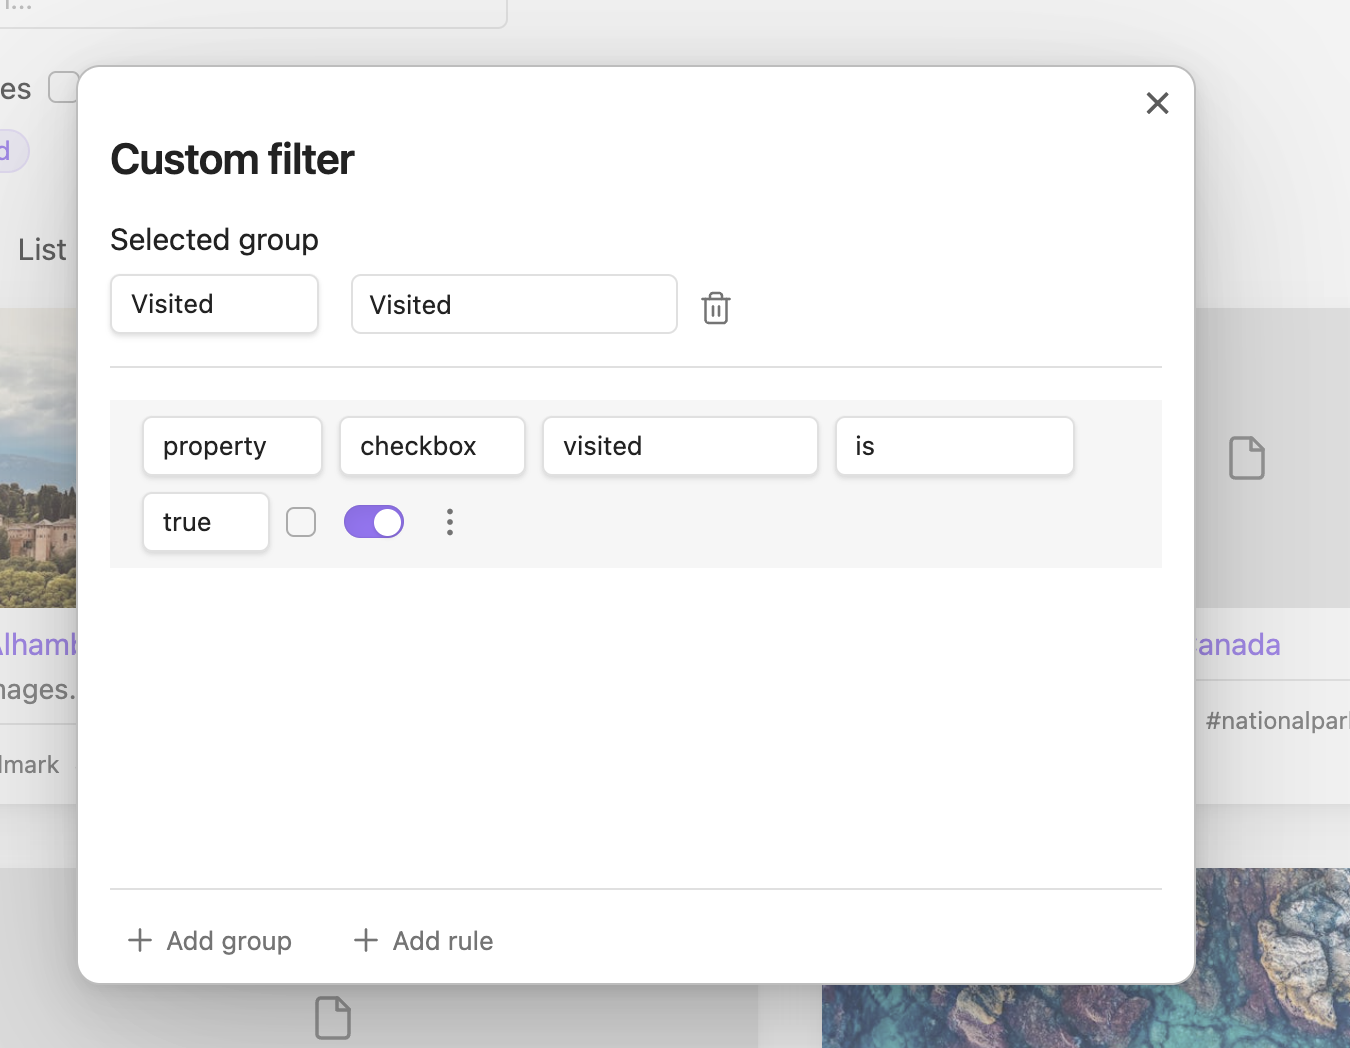 es
d
List
Custom filter
Selected group
Visited
Visited
property
checkbox
visited
is
true
Add group
Add rule
lhamb
anada
nages.
#nationalpark
lmark